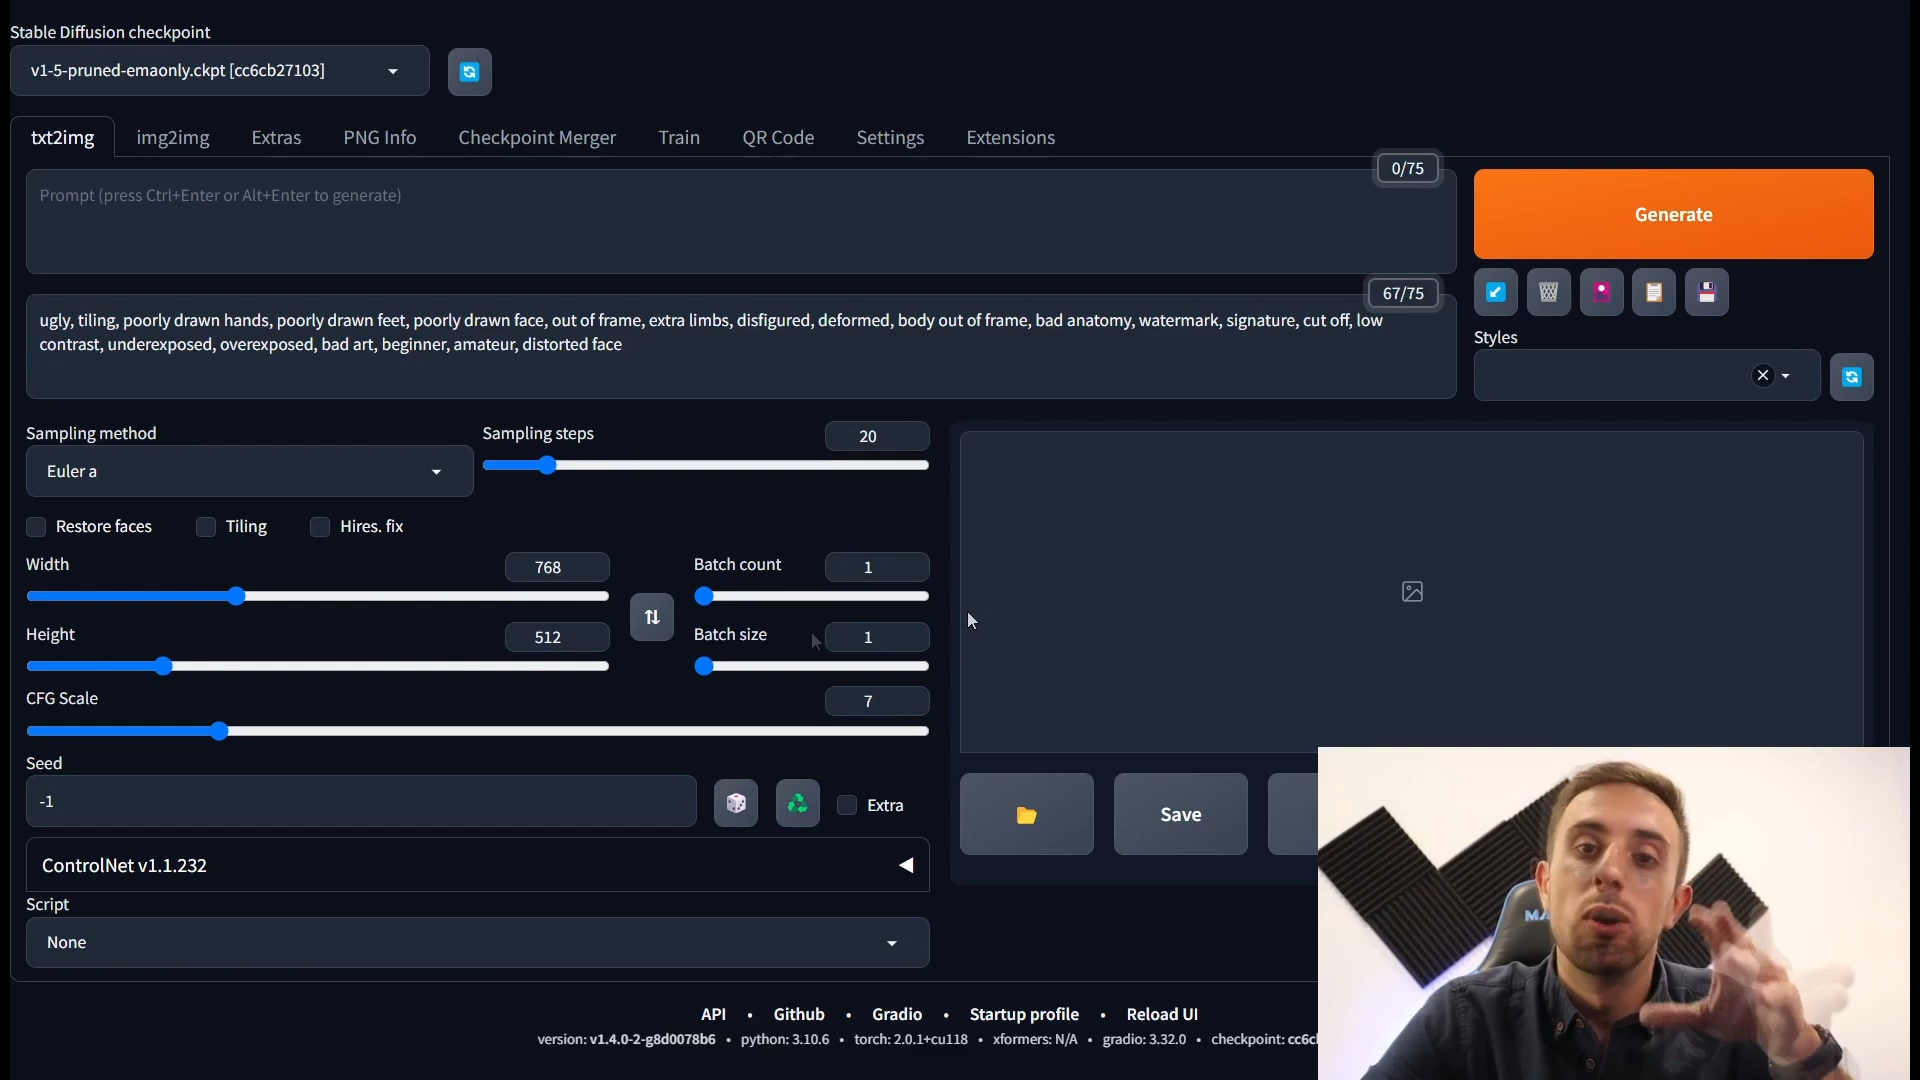 Stable Diffusion checkpoint
v1-5-pruned-emaonly.ckpt [cc6cb27103]
txt2img
img2img
Extras
PNG Info
Checkpoint Merger
Train
QR Code
Settings
Extensions
0/75
Prompt (press Ctrl+Enter or Alt+Enter to generate)
Generate
67/75
ugly, tiling, poorly drawn hands, poorly drawn feet, poorly drawn face, out of frame, extra limbs, disfigured, deformed, body out of frame, bad anatomy, watermark, signature, cut off, low
contrast, underexposed, overexposed, bad art, beginner, amateur, distorted face
Styles
Sampling method
Euler a
Sampling steps
20
Restore faces
Tiling
Hires. fix
Width
768
Batch count
1
Height
512
Batch size
1
CFG Scale
7
Seed
-1
Extra
Save
ControlNet v1.1.232
Script
None
API • Github • Gradio • Startup profile • Reload UI
version: v1.4.0-2-g8d0078b6 • python: 3.10.6 • torch: 2.0.1+cu118 • xformers: N/A • gradio: 3.32.0 • checkpoint: